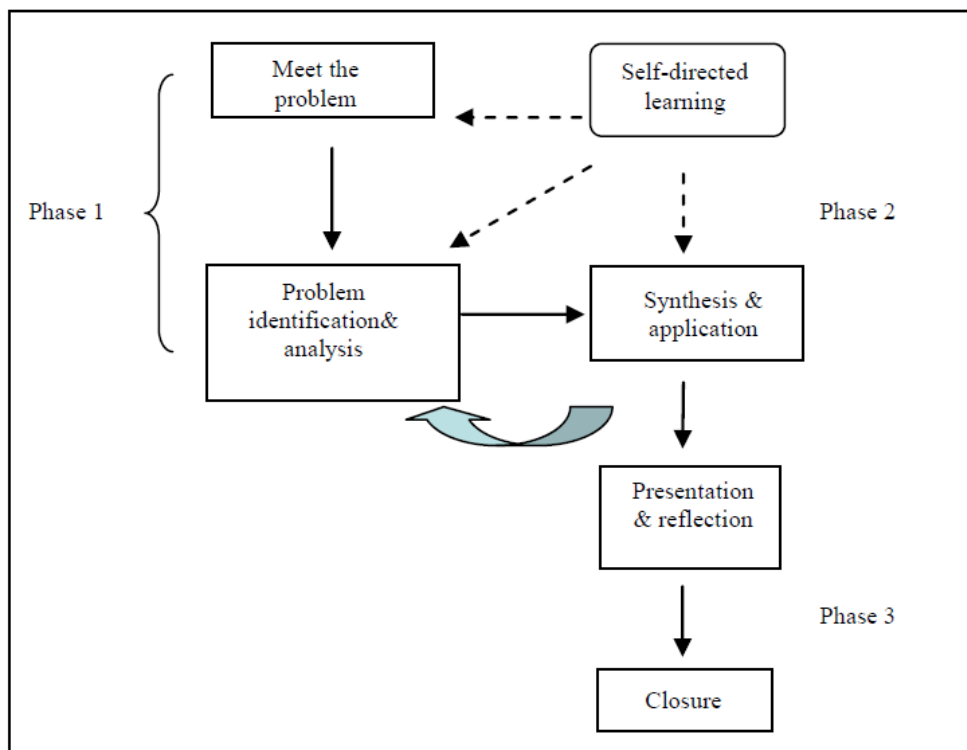 Meet the
problem
Self-directed
learning
Phase 1
Phase 2
Problem
identification&
analysis
Synthesis &
application
Presentation
& reflection
Phase 3
Closure